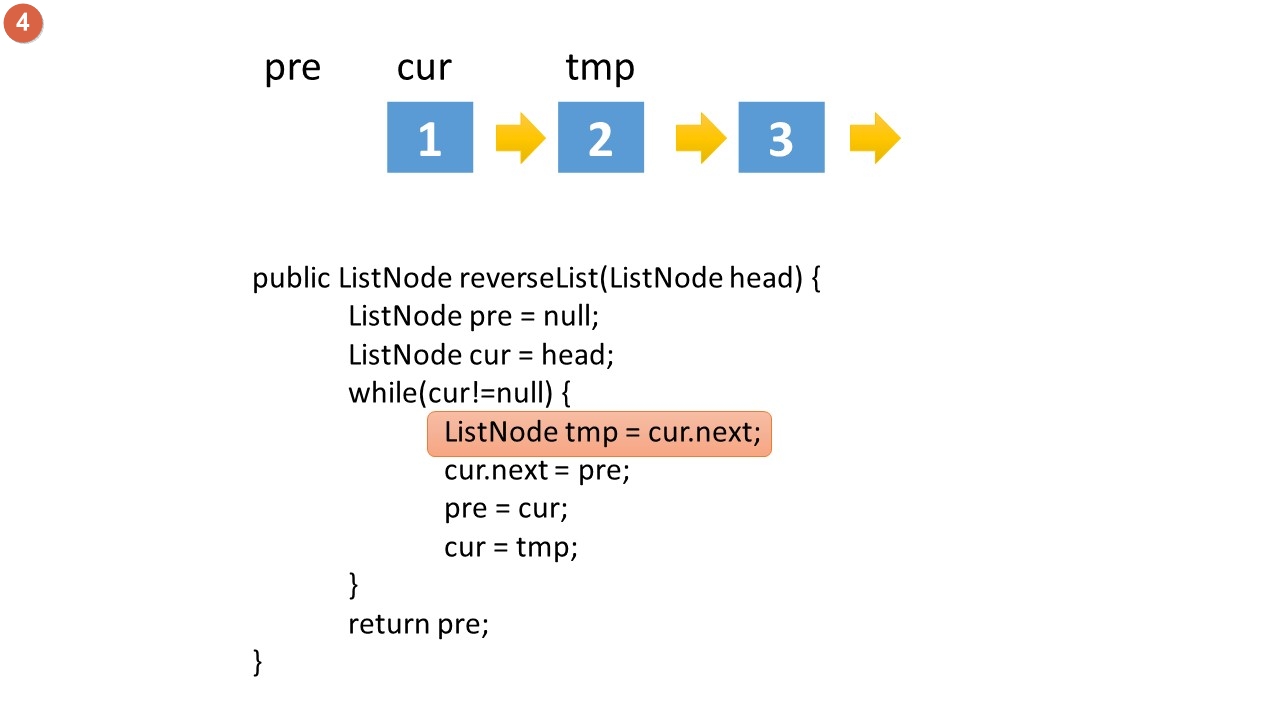 4
pre cur tmp
1 2 3
public ListNode reverseList(ListNode head) {
ListNode pre = null;
ListNode cur = head;
while(cur!=null) {
ListNode tmp = cur.next;
cur.next = pre;
pre = cur;
cur = tmp;
}
return pre;
}